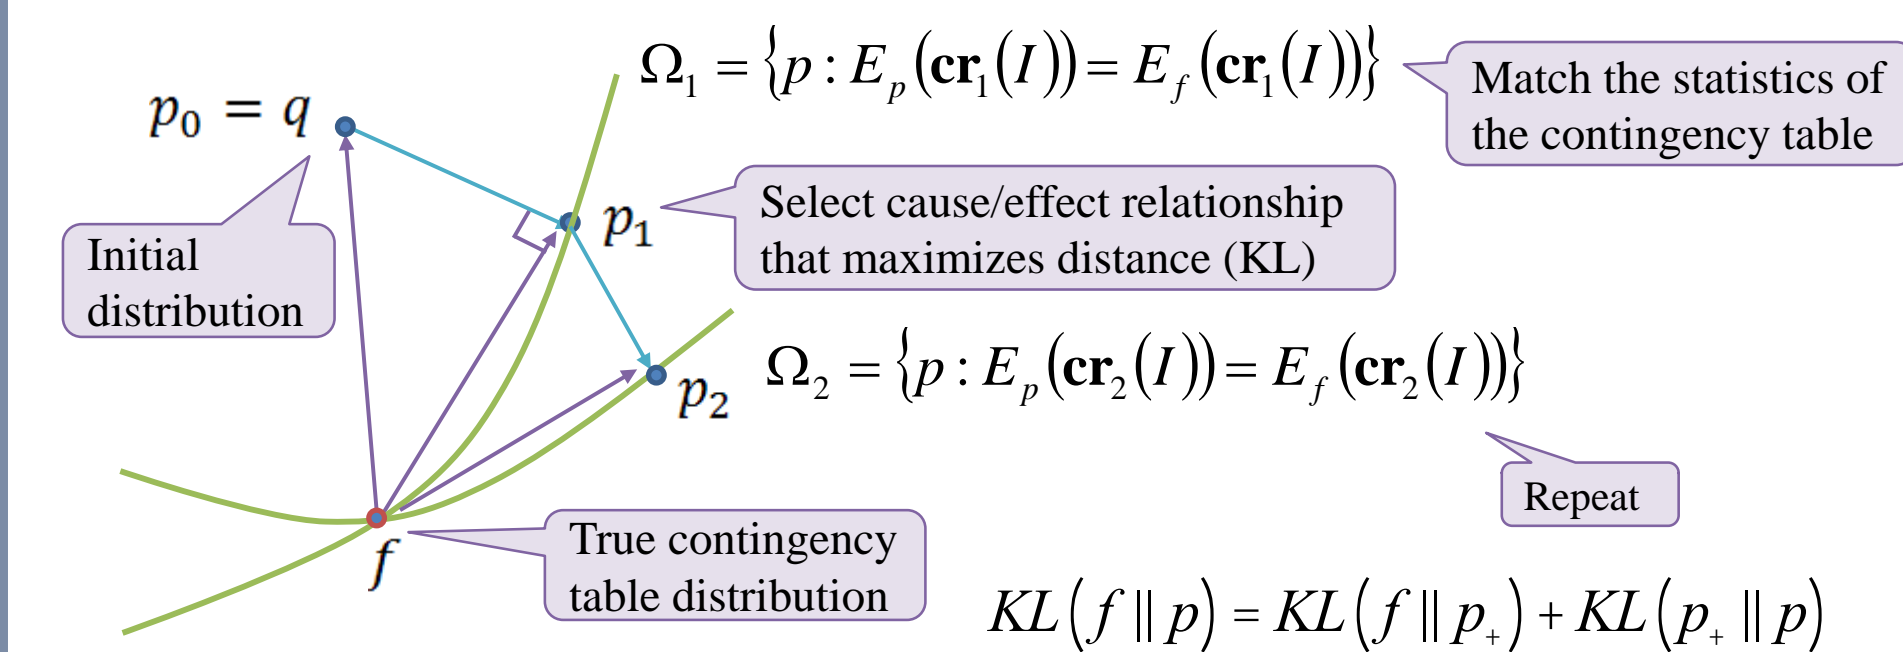 Ω₁ = {p : E_p(cr₁(I)) = E_f(cr₁(I))}
Match the statistics of
the contingency table
p₀ = q
Initial
distribution
p₁
Select cause/effect relationship
that maximizes distance (KL)
Ω₂ = {p : E_p(cr₂(I)) = E_f(cr₂(I))}
p₂
Repeat
f
True contingency
table distribution
KL(f ∥ p) = KL(f ∥ p₊) + KL(p₊ ∥ p)